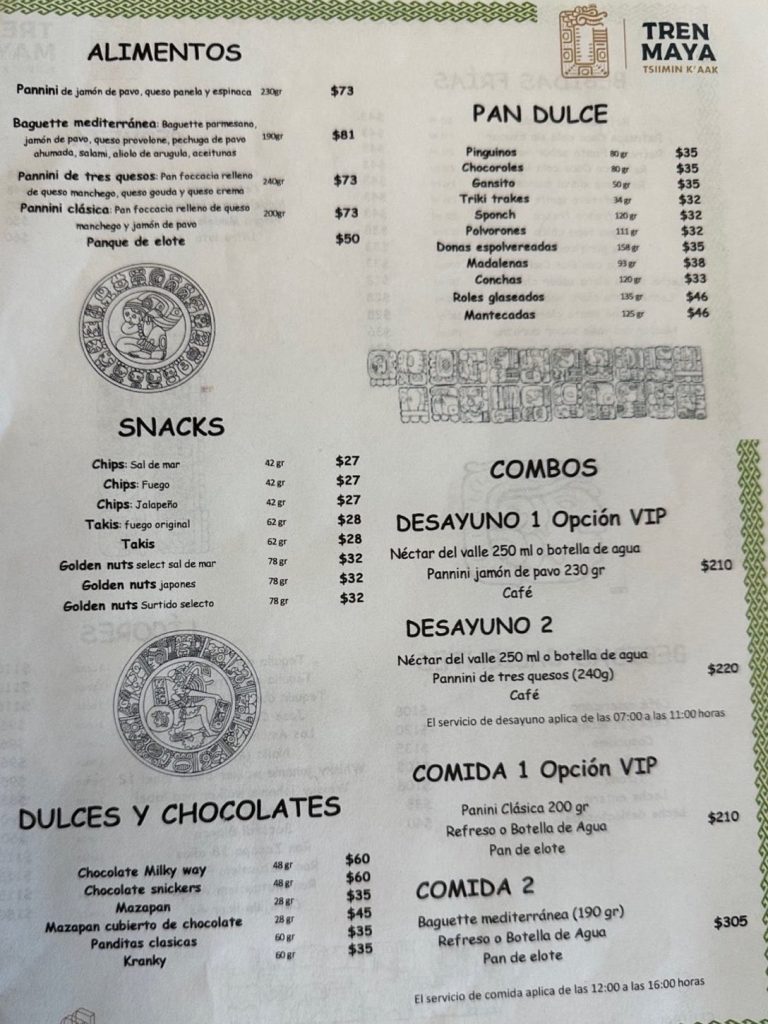 TREN
MAYA
TSIIMIN K'AAK
ALIMENTOS
Pannini de jamón de pavo, queso panela y espinaca 230gr $73
Baguette mediterránea: Baguette parmesano, jamón de pavo, queso provolone, pechuga de pavo ahumada, salami, aliolo de arugula, aceitunas 190gr $81
Pannini de tres quesos: Pan foccacia relleno de queso manchego, queso gouda y queso crema 240gr $73
Pannini clásica: Pan foccacia relleno de queso manchego y jamón de pavo 200gr $73
Panque de elote $50
SNACKS
Chips: Sal de mar 42 gr $27
Chips: Fuego 42 gr $27
Chips: Jalapeño 42 gr $27
Takis: fuego original 62 gr $28
Takis 62 gr $28
Golden nuts select sal de mar 78 gr $32
Golden nuts japones 78 gr $32
Golden nuts Surtido selecto 78 gr $32
DULCES Y CHOCOLATES
Chocolate Milky way 48 gr $60
Chocolate snickers 48 gr $60
Mazapan 28 gr $35
Mazapan cubierto de chocolate 28 gr $45
Panditas clasicas 60 gr $35
Kranky 60 gr $35
PAN DULCE
Pinguinos 80 gr $35
Chocoroles 80 gr $35
Gansito 50 gr $35
Triki trakes 34 gr $32
Sponch 120 gr $32
Polvorones 111 gr $32
Donas espolvereadas 158 gr $35
Madalenas 93 gr $38
Conchas 120 gr $33
Roles glaseados 135 gr $46
Mantecadas 125 gr $46
COMBOS
DESAYUNO 1 Opción VIP
Néctar del valle 250 ml o botella de agua
Pannini jamón de pavo 230 gr $210
Café
DESAYUNO 2
Néctar del valle 250 ml o botella de agua
Pannini de tres quesos (240g) $220
Café
El servicio de desayuno aplica de las 07:00 a las 11:00 horas
COMIDA 1 Opción VIP
Panini Clásica 200 gr
Refreso o Botella de Agua $210
Pan de elote
COMIDA 2
Baguette mediterránea (190 gr)
Refreso o Botella de Agua $305
Pan de elote
El servicio de comida aplica de las 12:00 a las 16:00 horas